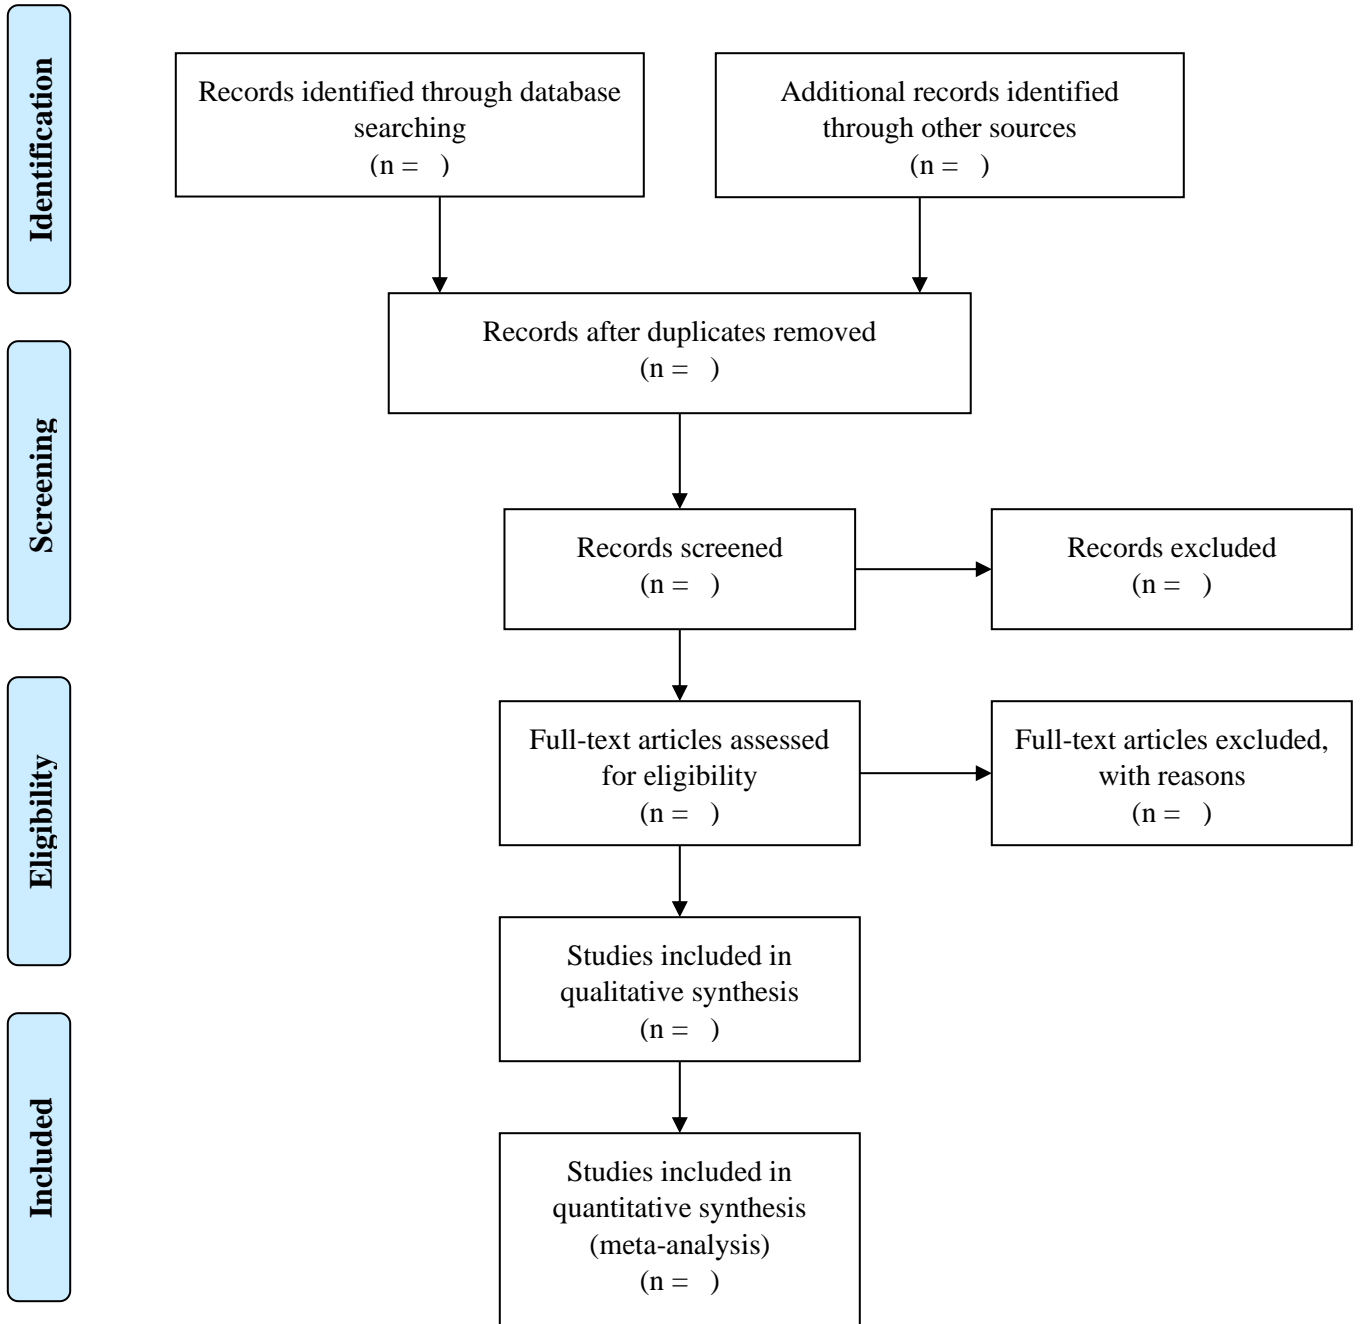 Identification
Records identified through database
searching
(n =   )
Additional records identified
through other sources
(n =   )
Records after duplicates removed
(n =   )
Screening
Records screened
(n =   )
Records excluded
(n =   )
Eligibility
Full-text articles assessed
for eligibility
(n =   )
Full-text articles excluded,
with reasons
(n =   )
Studies included in
qualitative synthesis
(n =   )
Included
Studies included in
quantitative synthesis
(meta-analysis)
(n =   )